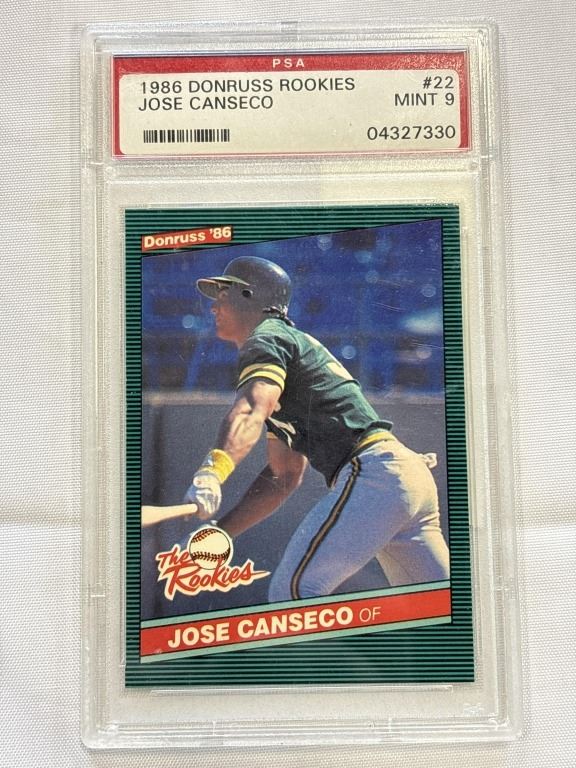 PSA
1986 DONRUSS ROOKIES #22
JOSE CANSECO MINT 9
04327330
Donruss '86
The
Rookies
JOSE CANSECO OF